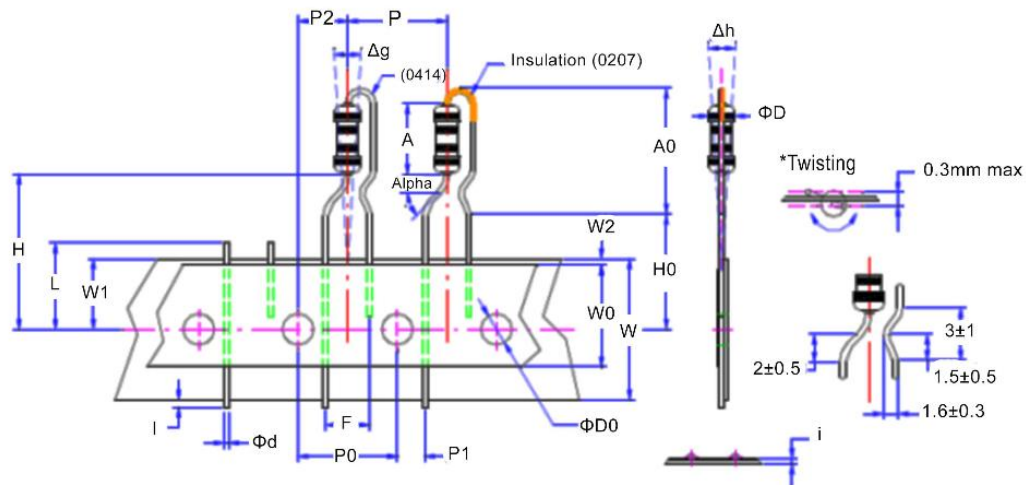 P2
P
Δg
(0414)
Insulation (0207)
Δh
ΦD
A
A0
*Twisting
0.3mm max
Alpha
H
L
W1
W2
W0
W
H0
3±1
2±0.5
1.5±0.5
1.6±0.3
I
Φd
F
P0
P1
ΦD0
i